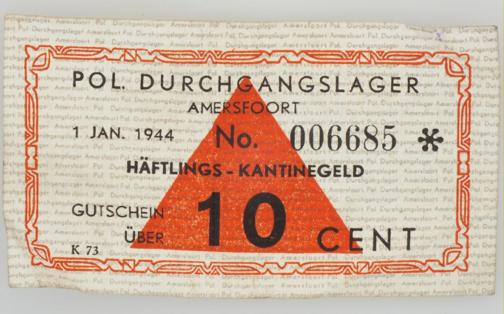 POL. DURCHGANGSLAGER
AMERSFOORT
1 JAN. 1944 No. 006685 *
HÄFTLINGS - KANTINEGELD
GUTSCHEIN
ÜBER 10 CENT
K 73